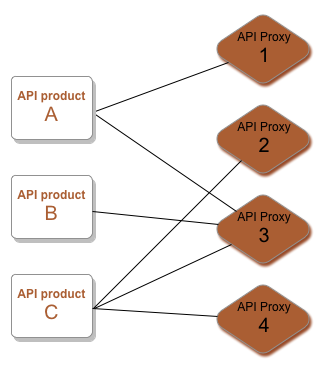 API product
A
API product
B
API product
C
API Proxy
1
API Proxy
2
API Proxy
3
API Proxy
4